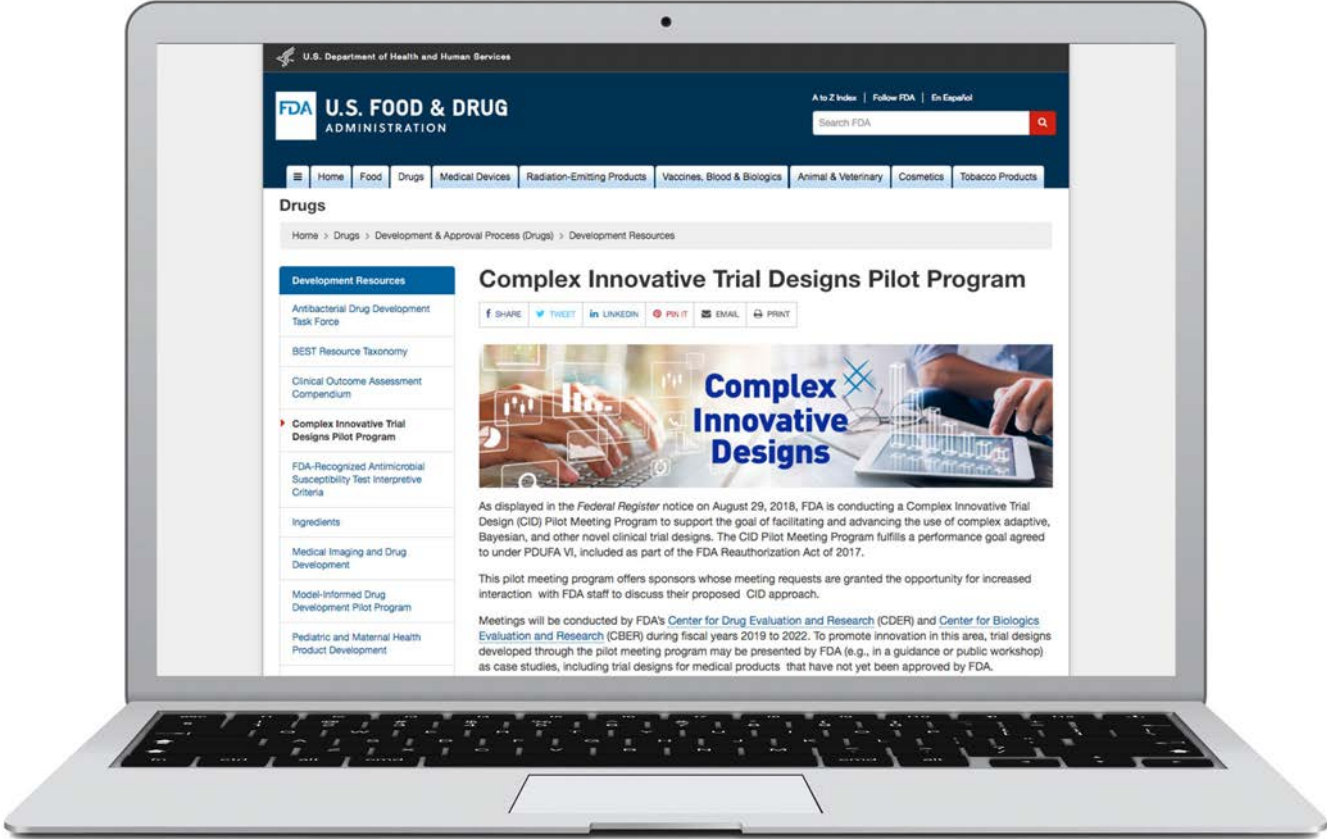 U.S. Department of Health and Human Services
FDA U.S. FOOD & DRUG
ADMINISTRATION
A to Z Index | Follow FDA | En Español
Search FDA
Home Food Drugs Medical Devices Radiation-Emitting Products Vaccines, Blood & Biologics Animal & Veterinary Cosmetics Tobacco Products
Drugs
Home > Drugs > Development & Approval Process (Drugs) > Development Resources
Development Resources
Antibacterial Drug Development
Task Force
BEST Resource Taxonomy
Clinical Outcome Assessment
Compendium
Complex Innovative Trial
Designs Pilot Program
FDA-Recognized Antimicrobial
Susceptibility Test Interpretive
Criteria
Ingredients
Medical Imaging and Drug
Development
Model-Informed Drug
Development Pilot Program
Pediatric and Maternal Health
Product Development
Complex Innovative Trial Designs Pilot Program
SHARE TWEET LINKEDIN PIN IT EMAIL PRINT
Complex
Innovative
Designs
As displayed in the Federal Register notice on August 29, 2018, FDA is conducting a Complex Innovative Trial
Design (CID) Pilot Meeting Program to support the goal of facilitating and advancing the use of complex adaptive,
Bayesian, and other novel clinical trial designs. The CID Pilot Meeting Program fulfills a performance goal agreed
to under PDUFA VI, included as part of the FDA Reauthorization Act of 2017.
This pilot meeting program offers sponsors whose meeting requests are granted the opportunity for increased
interaction with FDA staff to discuss their proposed CID approach.
Meetings will be conducted by FDA's Center for Drug Evaluation and Research (CDER) and Center for Biologics
Evaluation and Research (CBER) during fiscal years 2019 to 2022. To promote innovation in this area, trial designs
developed through the pilot meeting program may be presented by FDA (e.g., in a guidance or public workshop)
as case studies, including trial designs for medical products that have not yet been approved by FDA.